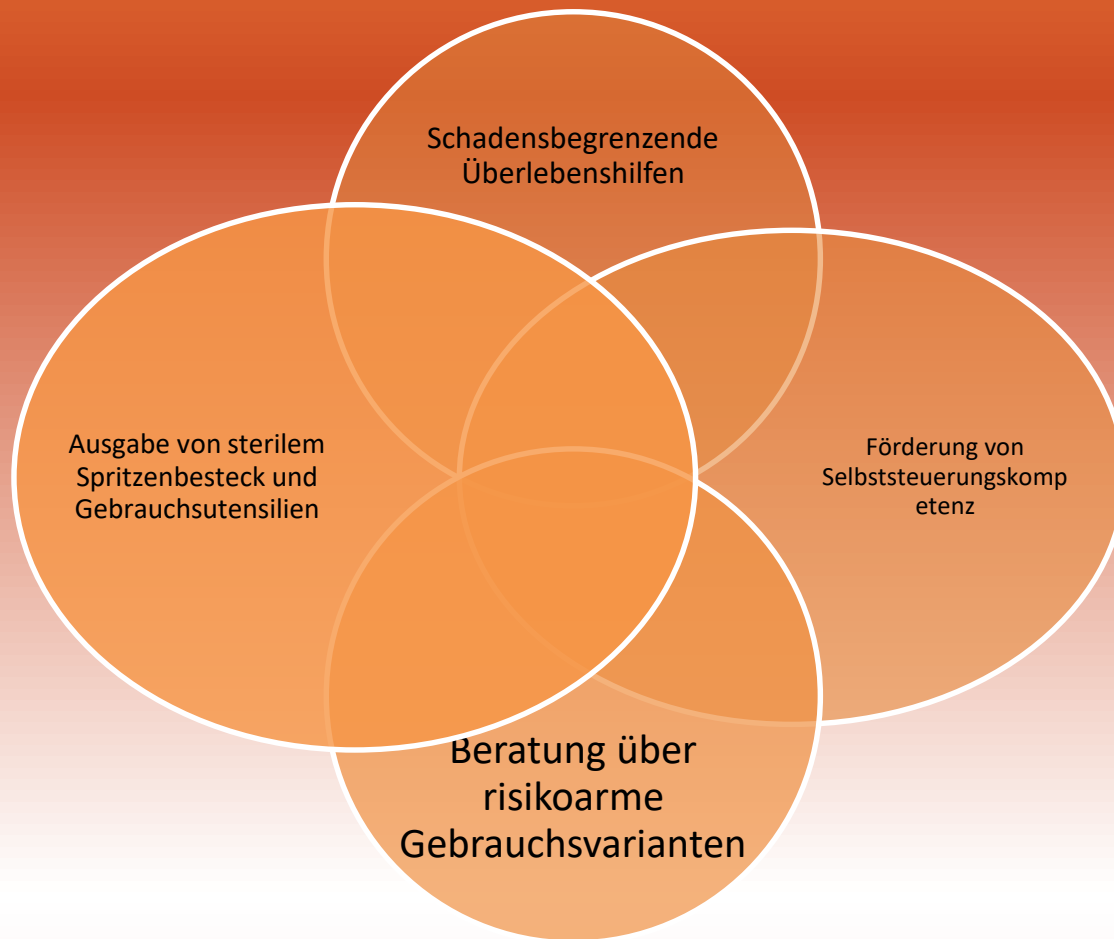 Schadensbegrenzende
Überlebenshilfen
Ausgabe von sterilem
Spritzenbesteck und
Gebrauchsutensilien
Förderung von
Selbststeuerungskomp
etenz
Beratung über
risikoarme
Gebrauchsvarianten